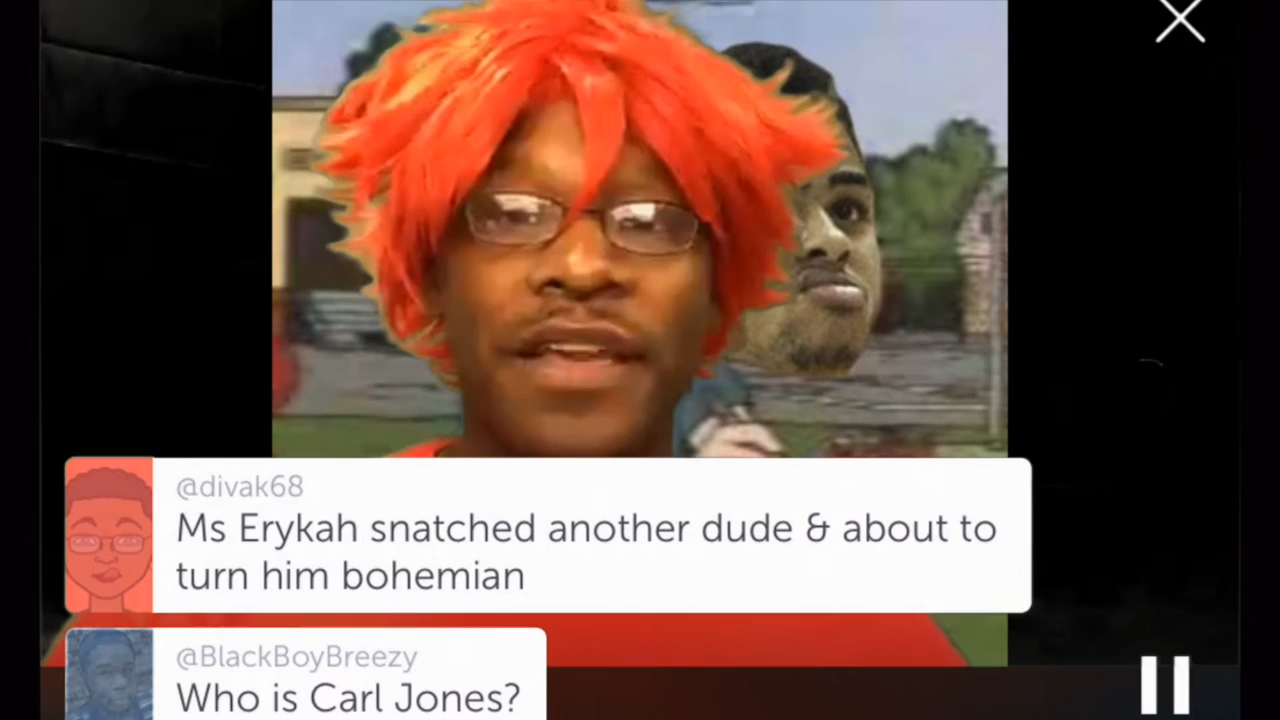 @divak68
Ms Erykah snatched another dude & about to
turn him bohemian
@BlackBoyBreezy
Who is Carl Jones?